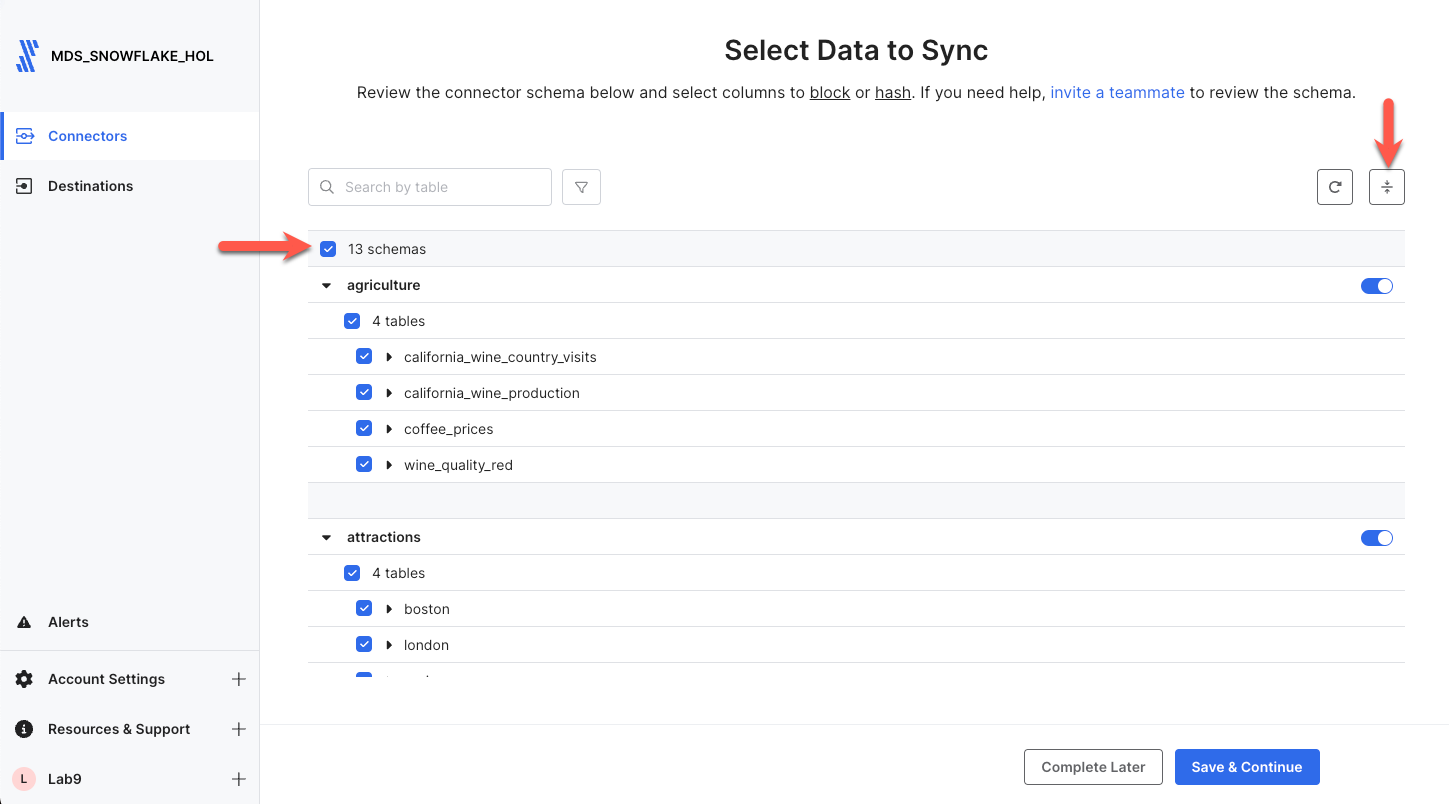 MDS_SNOWFLAKE_HOL
Connectors
Destinations
Alerts
Account Settings
Resources & Support
L
Lab9
Select Data to Sync
Review the connector schema below and select columns to block or hash. If you need help, invite a teammate to review the schema.
Search by table
13 schemas
agriculture
4 tables
california_wine_country_visits
california_wine_production
coffee_prices
wine_quality_red
attractions
4 tables
boston
london
Complete Later
Save & Continue